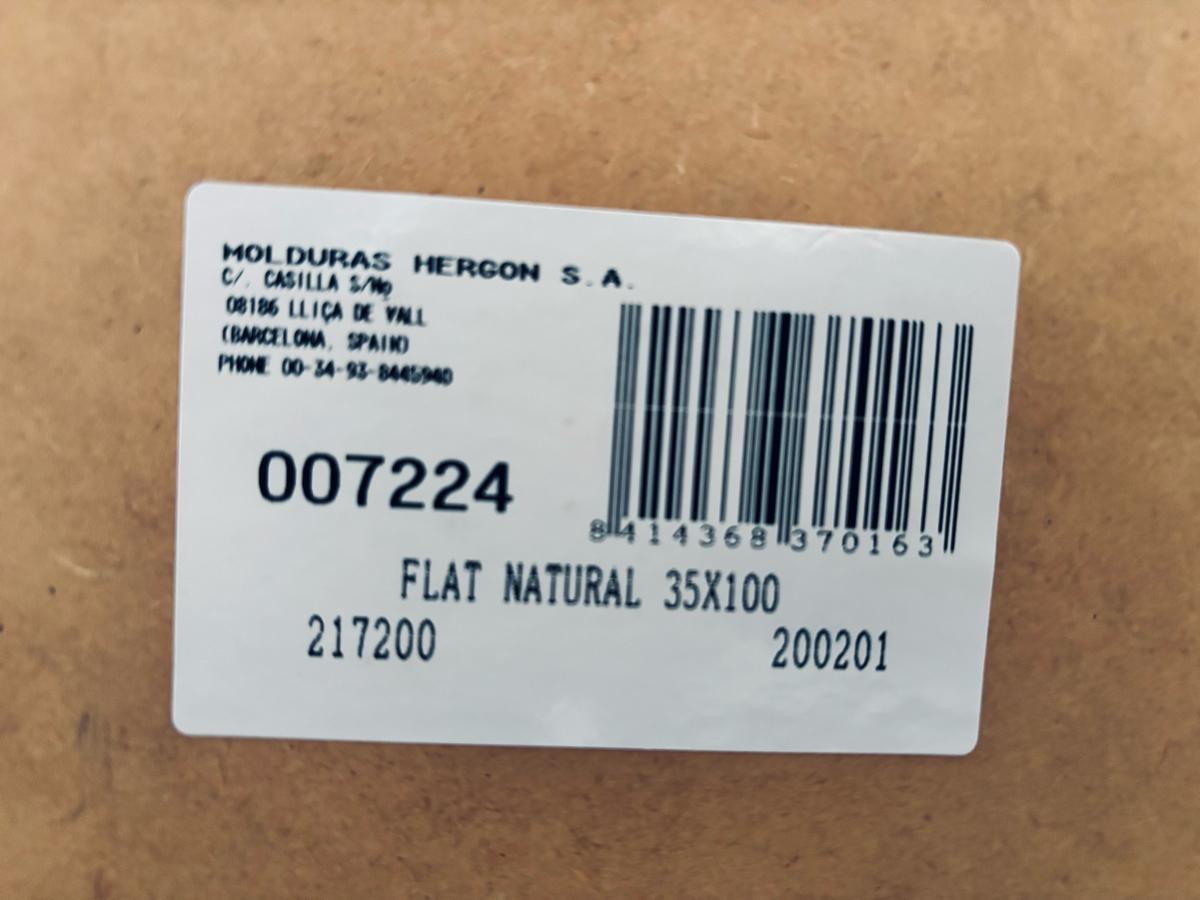 MOLDURAS HERGON S.A.
C/. CASILLA S/Nº
08186 LLIÇA DE VALL
(BARCELONA, SPAIN)
PHONE 00-34-93-8445940
007224
8 414368 370163
FLAT NATURAL 35X100
217200 200201